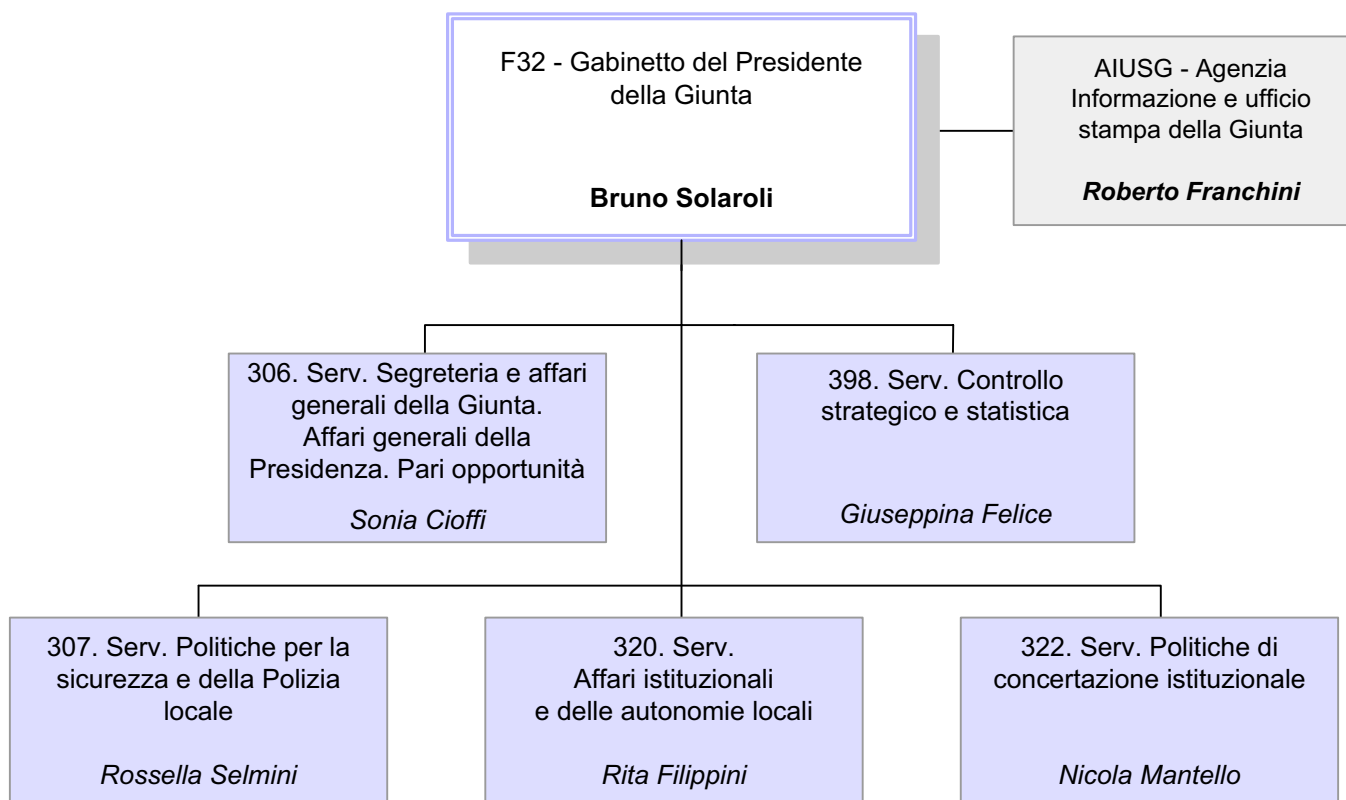 F32 - Gabinetto del Presidente
della Giunta
Bruno Solaroli
AIUSG - Agenzia
Informazione e ufficio
stampa della Giunta
Roberto Franchini
306. Serv. Segreteria e affari
generali della Giunta.
Affari generali della
Presidenza. Pari opportunità
Sonia Cioffi
398. Serv. Controllo
strategico e statistica
Giuseppina Felice
307. Serv. Politiche per la
sicurezza e della Polizia
locale
Rossella Selmini
320. Serv.
Affari istituzionali
e delle autonomie locali
Rita Filippini
322. Serv. Politiche di
concertazione istituzionale
Nicola Mantello